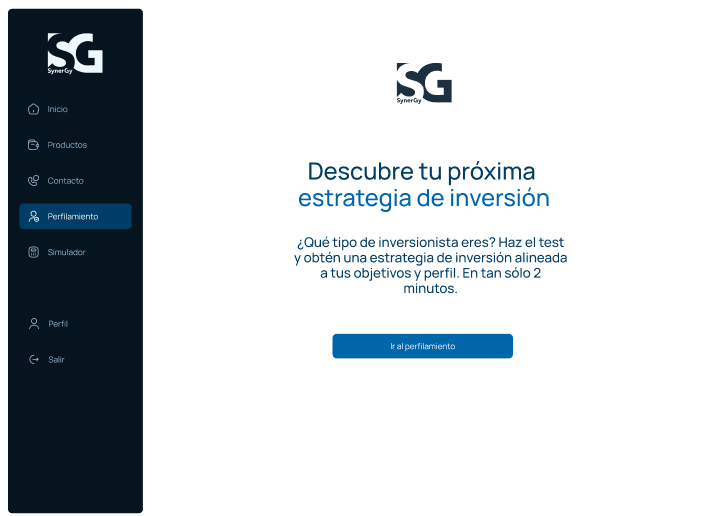 SG
SynerGy
Inicio
Productos
Contacto
Perfilamiento
Simulador
Perfil
Salir
SG
SynerGy
Descubre tu próxima
estrategia de inversión
¿Qué tipo de inversionista eres? Haz el test
y obtén una estrategia de inversión alineada
a tus objetivos y perfil. En tan sólo 2
minutos.
Ir al perfilamiento